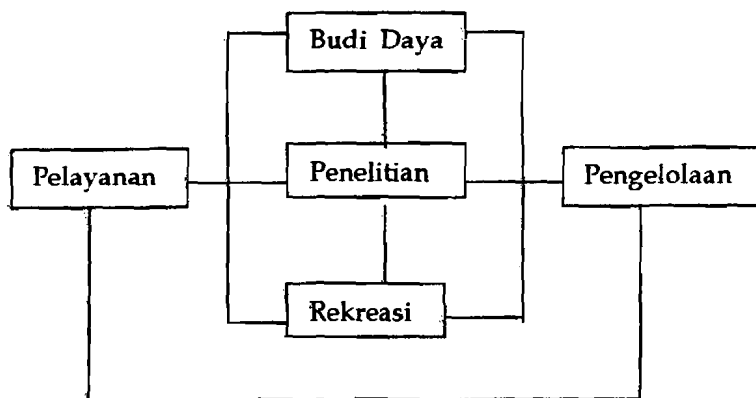 Budi Daya
Pelayanan
Penelitian
Pengelolaan
Rekreasi